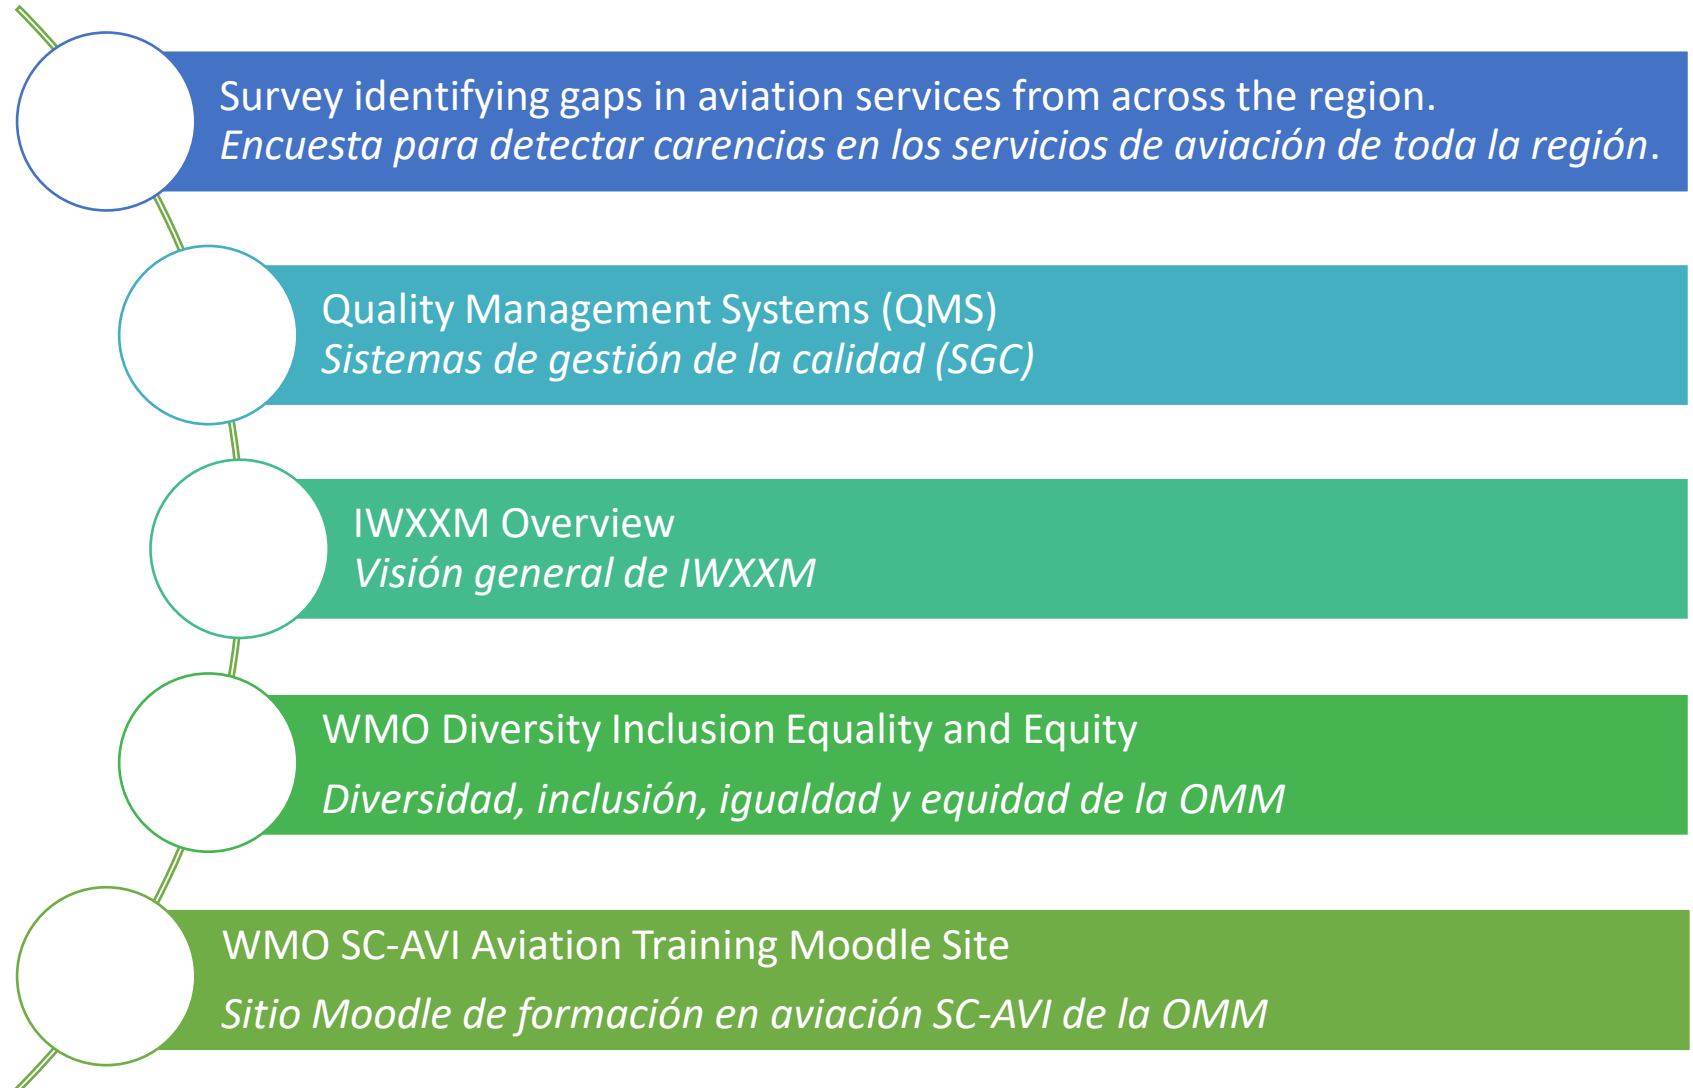 Survey identifying gaps in aviation services from across the region.
Encuesta para detectar carencias en los servicios de aviación de toda la región.
Quality Management Systems (QMS)
Sistemas de gestión de la calidad (SGC)
IWXXM Overview
Visión general de IWXXM
WMO Diversity Inclusion Equality and Equity
Diversidad, inclusión, igualdad y equidad de la OMM
WMO SC-AVI Aviation Training Moodle Site
Sitio Moodle de formación en aviación SC-AVI de la OMM